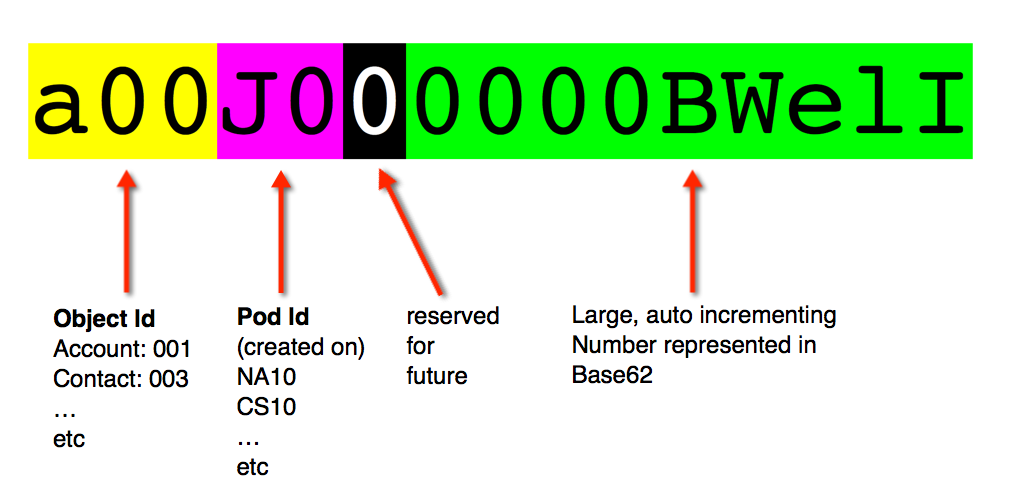 a00J000000BWelI
Object Id
Account: 001
Contact: 003
…
etc
Pod Id
(created on)
NA10
CS10
…
etc
reserved
for
future
Large, auto incrementing
Number represented in
Base62